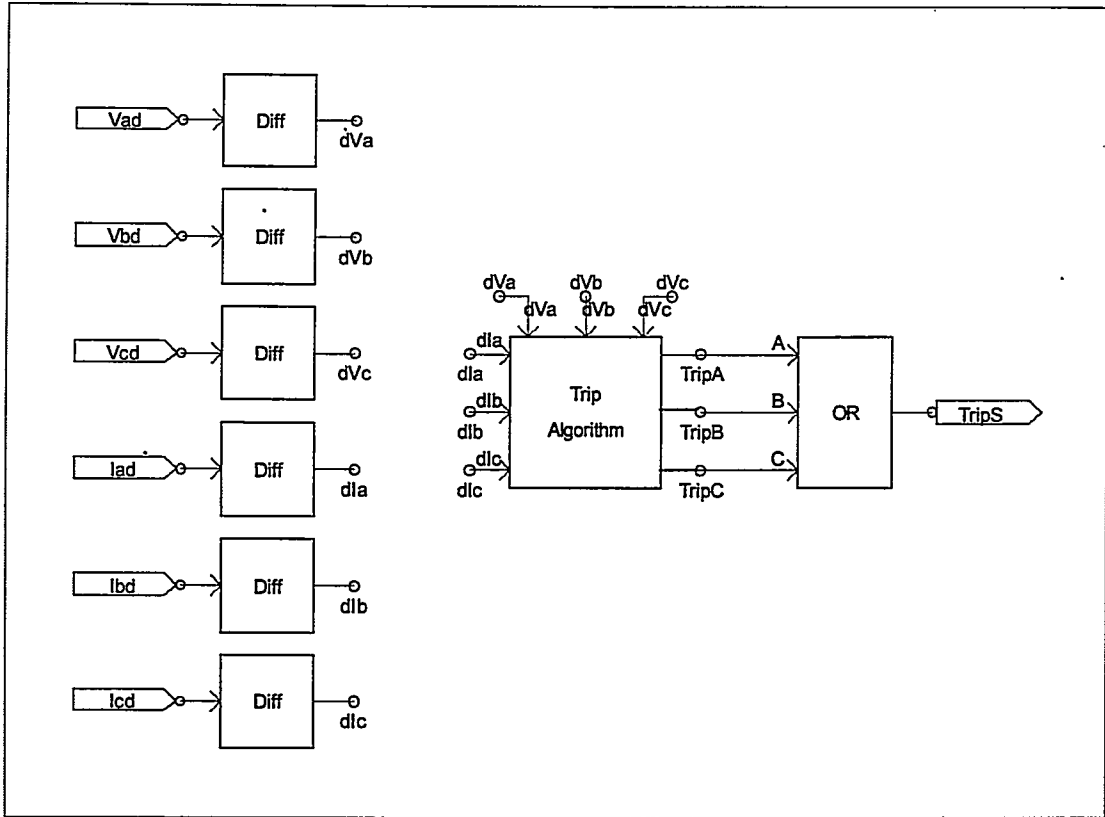 Vad
Diff
dVa
Vbd
Diff
dVb
Vcd
Diff
dVc
Iad
Diff
dIa
Ibd
Diff
dIb
Icd
Diff
dIc
dVa
dVb
dVc
dVa
dVb
dVc
dIa
dIa
dIb
dIb
dIc
dIc
Trip
Algorithm
TripA
TripB
TripC
A
B
C
OR
TripS